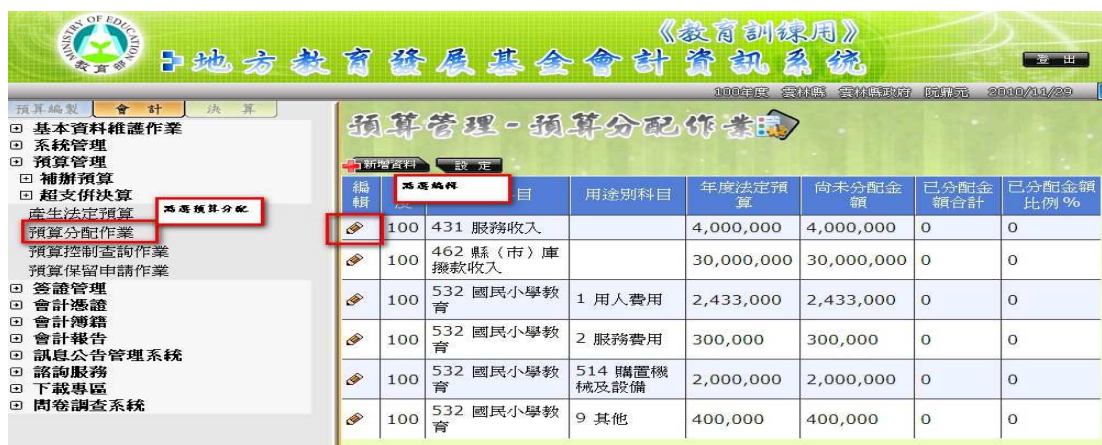 MINISTRY OF EDUCATION
教育部
《教育訓練用》
地方教育發展基金會計資訊系統
登 出
100年度 雲林縣 雲林縣政府 阮鼎元 2010/11/29
預算編製 會 計 決 算
基本資料維護作業
系統管理
預算管理
補辦預算
超支併決算
產生法定預算
點選預算分配
預算分配作業
預算控制查詢作業
預算保留申請作業
簽證管理
會計憑證
會計簿籍
會計報告
訊息公告管理系統
諮詢服務
下載專區
問卷調查系統
預算管理-預算分配作業
新增資料 設 定
點選編輯
編輯 度 目 用途別科目 年度法定預算 尚未分配金額 已分配金額合計 已分配金額比例%
100 431 服務收入 4,000,000 4,000,000 0 0
100 462 縣(市)庫撥款收入 30,000,000 30,000,000 0 0
100 532 國民小學教育 1 用人費用 2,433,000 2,433,000 0 0
100 532 國民小學教育 2 服務費用 300,000 300,000 0 0
100 532 國民小學教育 514 購置機械及設備 2,000,000 2,000,000 0 0
100 532 國民小學教育 9 其他 400,000 400,000 0 0